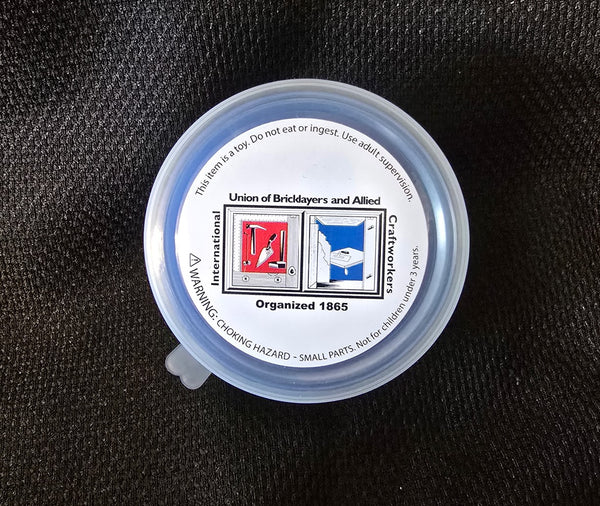 This item is a toy. Do not eat or ingest. Use adult supervision.
Union of Bricklayers and Allied
International
Craftworkers
Organized 1865
⚠ WARNING: CHOKING HAZARD - SMALL PARTS. Not for children under 3 years.